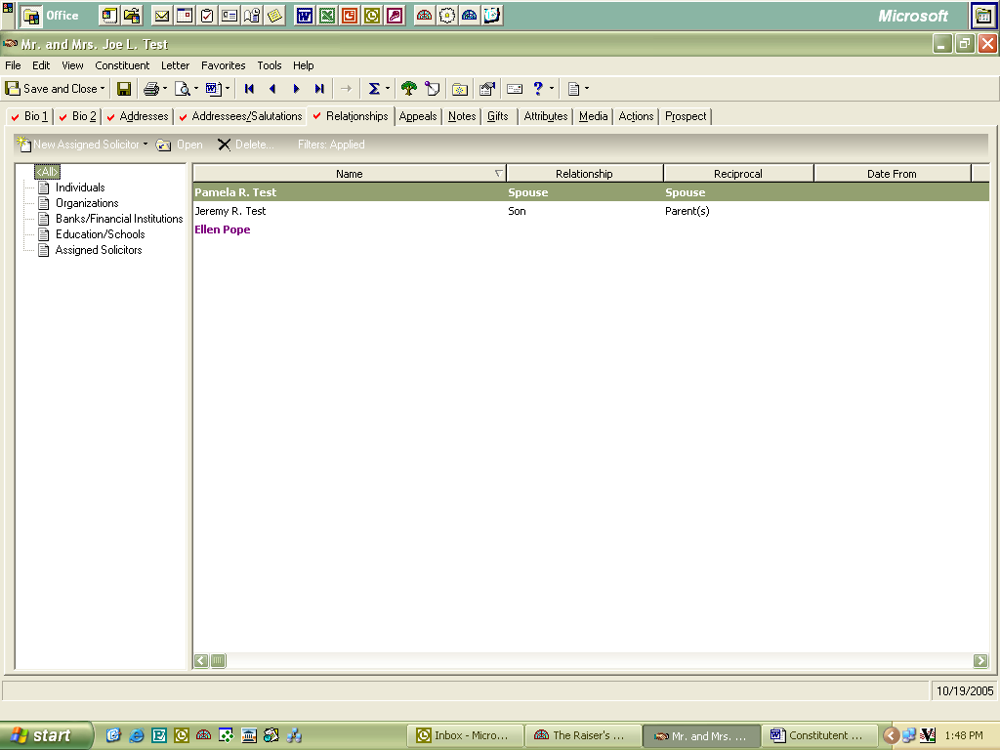 Office Microsoft
Mr. and Mrs. Joe L. Test
File Edit View Constituent Letter Favorites Tools Help
Save and Close
Bio 1 Bio 2 Addresses Addressees/Salutations Relationships Appeals Notes Gifts Attributes Media Actions Prospect
New Assigned Solicitor Open Delete... Filters: Applied
<All>
Individuals
Organizations
Banks/Financial Institutions
Education/Schools
Assigned Solicitors
Name Relationship Reciprocal Date From
Pamela R. Test Spouse Spouse
Jeremy R. Test Son Parent(s)
Ellen Pope
10/19/2005
start Inbox - Micro... The Raiser's ... Mr. and Mrs. ... Constitutent ... 1:48 PM